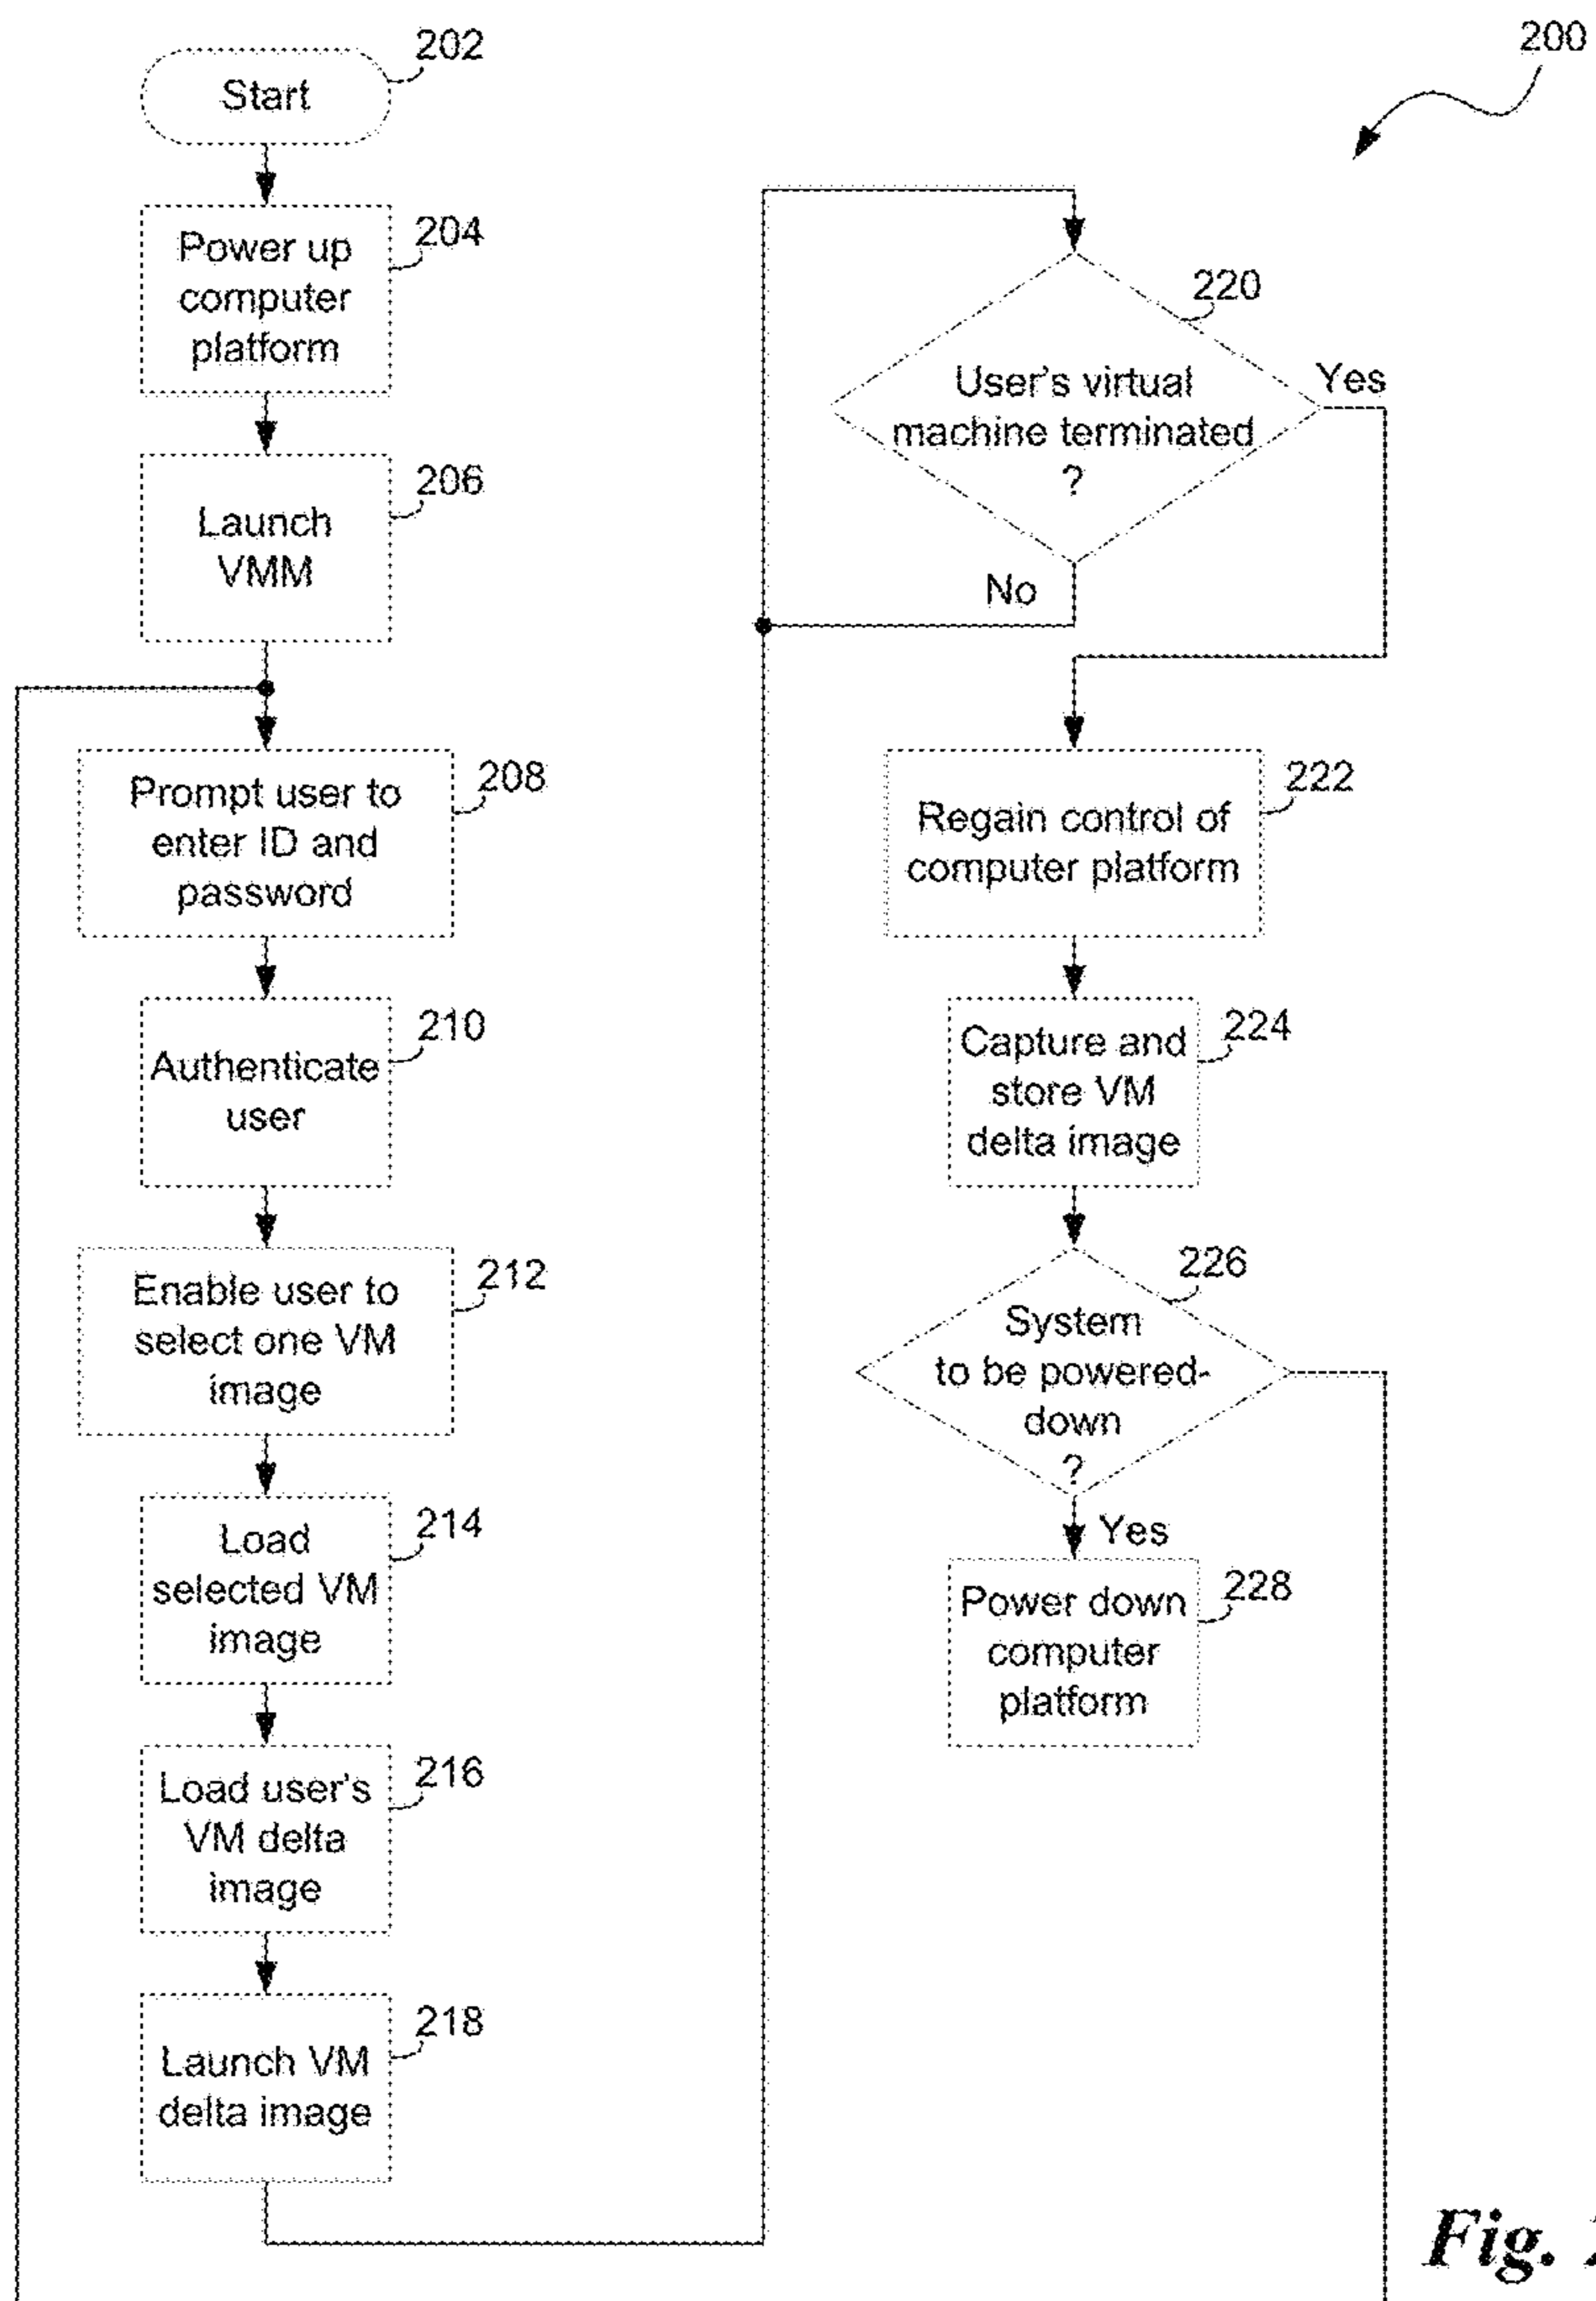 200
202
Start
204
Power up
computer
platform
206
Launch
VMM
208
Prompt user to
enter ID and
password
210
Authenticate
user
212
Enable user to
select one VM
image
214
Load
selected VM
image
216
Load user's
VM delta
image
218
Launch VM
delta image
220
User's virtual
machine terminated
?
Yes
No
222
Regain control of
computer platform
224
Capture and
store VM
delta image
226
System
to be powered-
down
?
Yes
228
Power down
computer
platform
Fig.